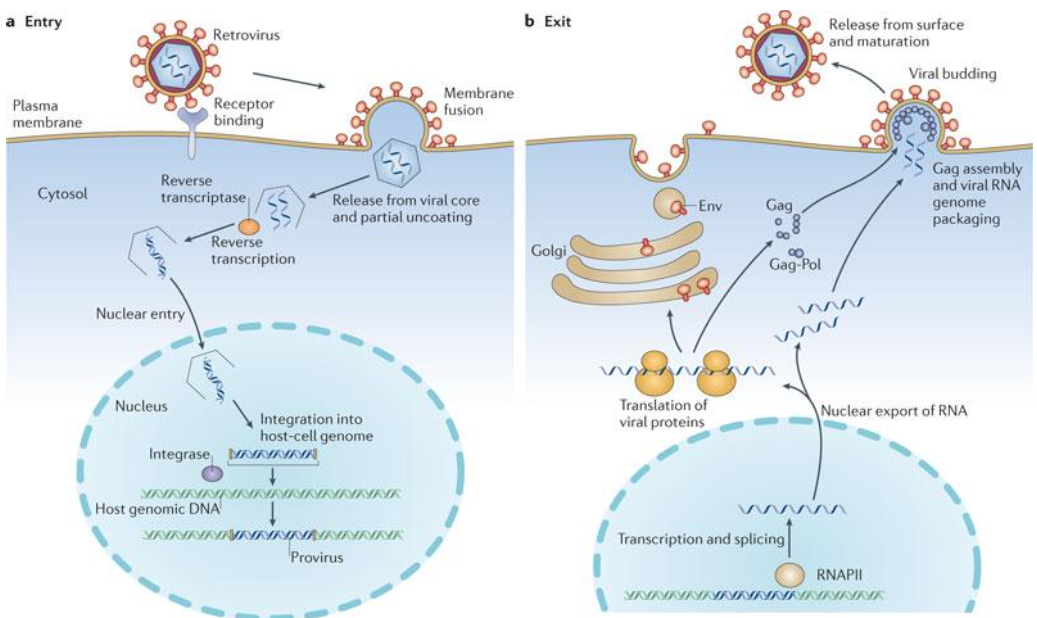 a Entry
Retrovirus
Receptor
binding
Plasma
membrane
Membrane
fusion
Cytosol
Reverse
transcriptase
Release from viral core
and partial uncoating
Reverse
transcription
Nuclear entry
Nucleus
Integration into
host-cell genome
Integrase
Host genomic DNA
Provirus
b Exit
Release from surface
and maturation
Viral budding
Gag assembly
and viral RNA
genome
packaging
Env
Golgi
Gag
Gag-Pol
Translation of
viral proteins
Nuclear export of RNA
Transcription and splicing
RNAPII